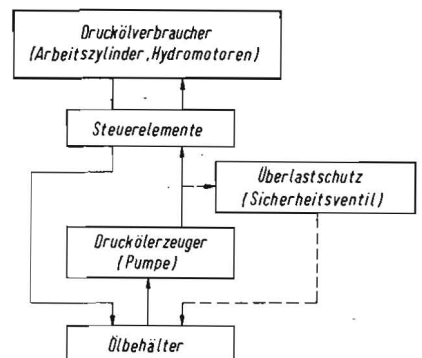 Druckölverbraucher
(Arbeitszylinder, Hydromotoren)
Steuerelemente
Überlastschutz
(Sicherheitsventil)
Druckölerzeuger
(Pumpe)
Ölbehälter